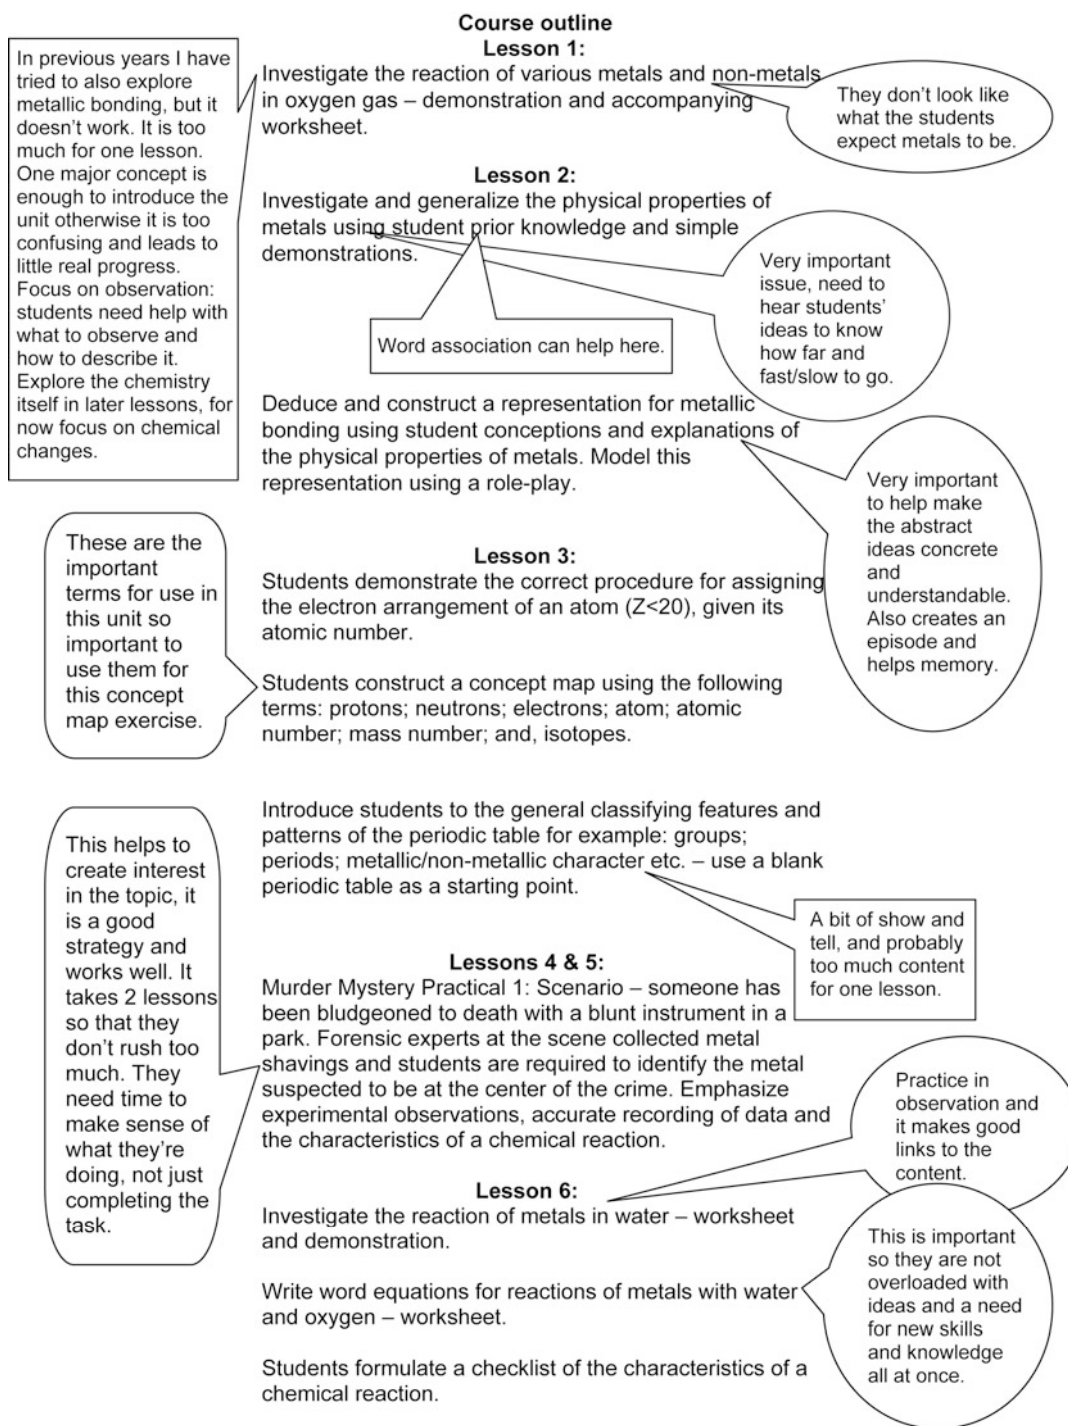 Course outline
Lesson 1:
In previous years I have
tried to also explore
metallic bonding, but it
doesn't work. It is too
much for one lesson.
One major concept is
enough to introduce the
unit otherwise it is too
confusing and leads to
little real progress.
Focus on observation:
students need help with
what to observe and
how to describe it.
Explore the chemistry
itself in later lessons, for
now focus on chemical
changes.
Investigate the reaction of various metals and non-metals
in oxygen gas – demonstration and accompanying
worksheet.
They don't look like
what the students
expect metals to be.
Lesson 2:
Investigate and generalize the physical properties of
metals using student prior knowledge and simple
demonstrations.
Very important
issue, need to
hear students'
ideas to know
how far and
fast/slow to go.
Word association can help here.
Deduce and construct a representation for metallic
bonding using student conceptions and explanations of
the physical properties of metals. Model this
representation using a role-play.
Very important
to help make
the abstract
ideas concrete
and
understandable.
Also creates an
episode and
helps memory.
Lesson 3:
Students demonstrate the correct procedure for assigning
the electron arrangement of an atom (Z<20), given its
atomic number.
These are the
important
terms for use in
this unit so
important to
use them for
this concept
map exercise.
Students construct a concept map using the following
terms: protons; neutrons; electrons; atom; atomic
number; mass number; and, isotopes.
Introduce students to the general classifying features and
patterns of the periodic table for example: groups;
periods; metallic/non-metallic character etc. – use a blank
periodic table as a starting point.
A bit of show and
tell, and probably
too much content
for one lesson.
This helps to
create interest
in the topic, it
is a good
strategy and
works well. It
takes 2 lessons
so that they
don't rush too
much. They
need time to
make sense of
what they're
doing, not just
completing the
task.
Lessons 4 & 5:
Murder Mystery Practical 1: Scenario – someone has
been bludgeoned to death with a blunt instrument in a
park. Forensic experts at the scene collected metal
shavings and students are required to identify the metal
suspected to be at the center of the crime. Emphasize
experimental observations, accurate recording of data and
the characteristics of a chemical reaction.
Practice in
observation and
it makes good
links to the
content.
Lesson 6:
Investigate the reaction of metals in water – worksheet
and demonstration.
This is important
so they are not
overloaded with
ideas and a need
for new skills
and knowledge
all at once.
Write word equations for reactions of metals with water
and oxygen – worksheet.
Students formulate a checklist of the characteristics of a
chemical reaction.